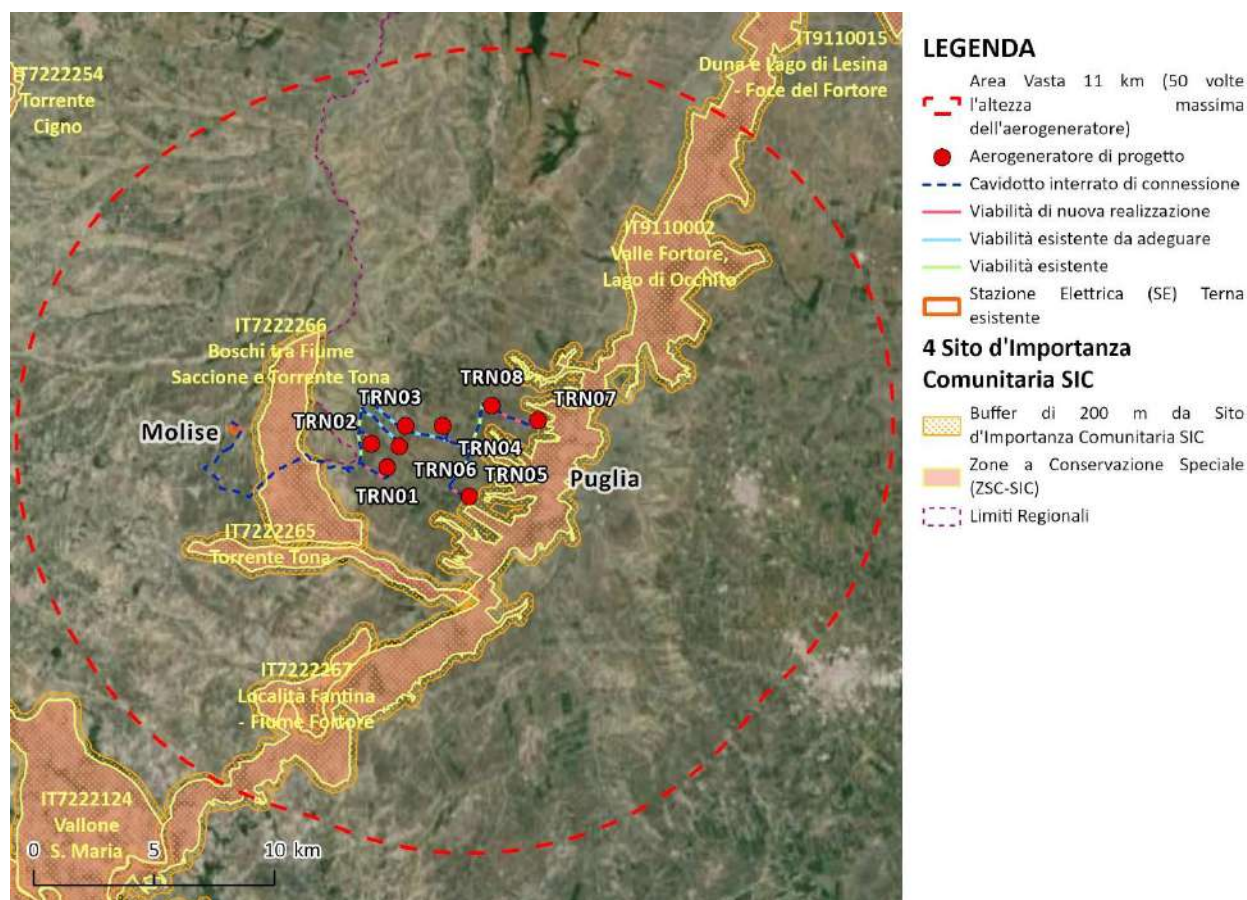 IT9110015
Duna e Lago di Lesina
- Foce del Fortore
IT7222254
Torrente
Cigno
IT9110002
Valle Fortore,
Lago di Occhito
IT7222266
Boschi tra Fiume
Saccione e Torrente Tona
TRN08
TRN03
TRN07
TRN02
Molise
TRN04
TRN06
TRN05
Puglia
TRN01
IT7222265
Torrente Tona
IT7222267
Località Fantina
- Fiume Fortore
IT7222124
Vallone
S. Maria
0 5 10 km
LEGENDA
Area Vasta 11 km (50 volte
l'altezza massima
dell'aerogeneratore)
Aerogeneratore di progetto
Cavidotto interrato di connessione
Viabilità di nuova realizzazione
Viabilità esistente da adeguare
Viabilità esistente
Stazione Elettrica (SE) Terna
esistente
4 Sito d'Importanza
Comunitaria SIC
Buffer di 200 m da Sito
d'Importanza Comunitaria SIC
Zone a Conservazione Speciale
(ZSC-SIC)
Limiti Regionali